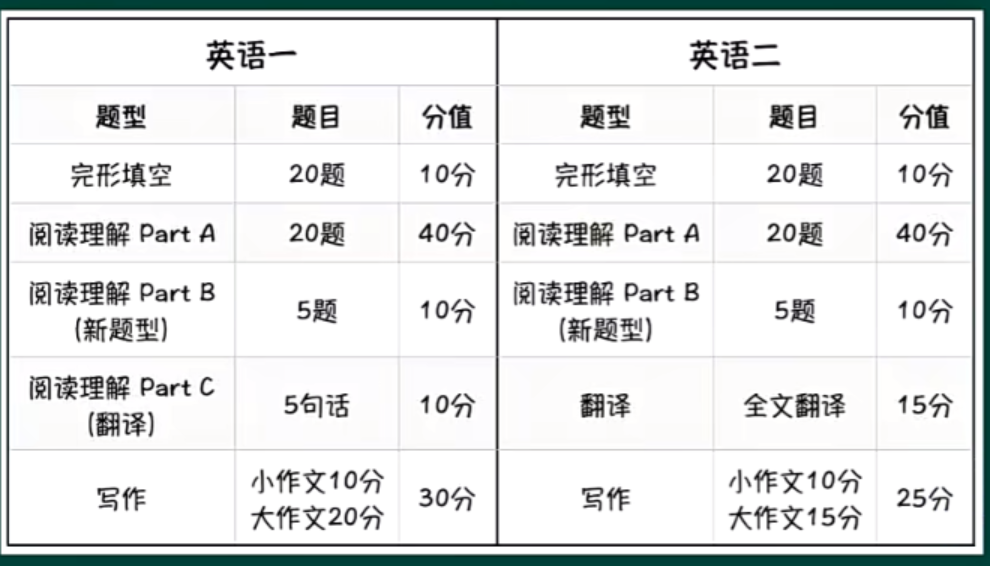 英语一 英语二
题型 题目 分值 题型 题目 分值
完形填空 20题 10分 完形填空 20题 10分
阅读理解 Part A 20题 40分 阅读理解 Part A 20题 40分
阅读理解 Part B
(新题型) 5题 10分 阅读理解 Part B
(新题型) 5题 10分
阅读理解 Part C
(翻译) 5句话 10分 翻译 全文翻译 15分
写作 小作文10分
大作文20分 30分 写作 小作文10分
大作文15分 25分